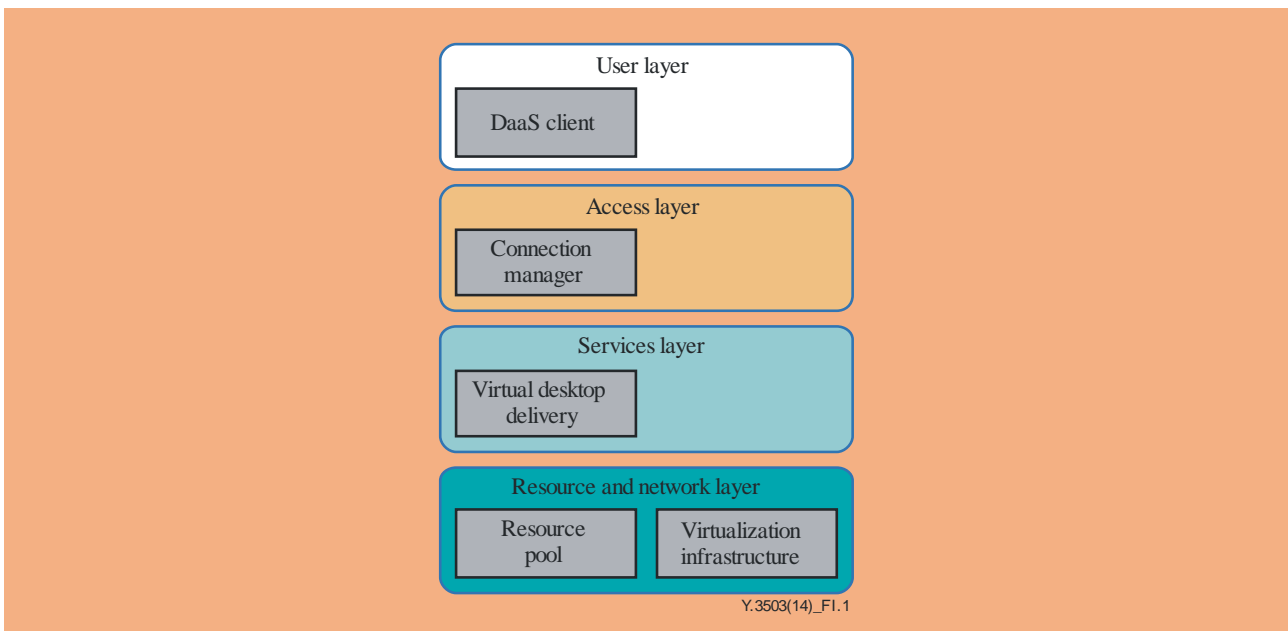 User layer
DaaS client
Access layer
Connection
manager
Services layer
Virtual desktop
delivery
Resource and network layer
Resource
pool
Virtualization
infrastructure
Y.3503(14)_FI.1